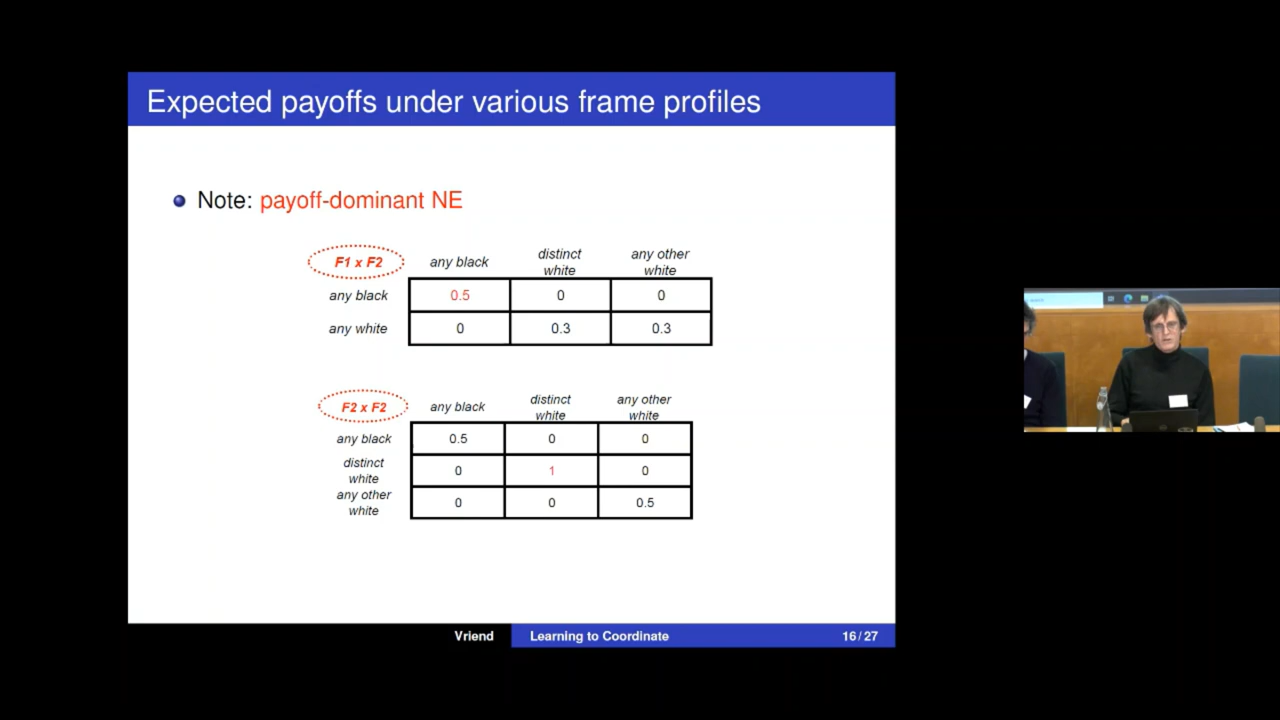 Expected payoffs under various frame profiles
Note: payoff-dominant NE
F1 x F2
any black
distinct
white
any other
white
any black
0.5
0
0
any white
0
0.3
0.3
F2 x F2
any black
distinct
white
any other
white
any black
0.5
0
0
distinct
white
0
1
0
any other
white
0
0
0.5
Vriend
Learning to Coordinate
16/27